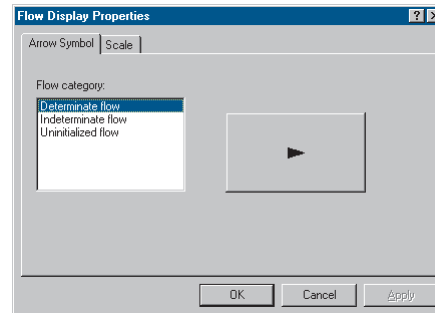 Flow Display Properties
Arrow Symbol
Scale
Flow category:
Determinate flow
Indeterminate flow
Uninitialized flow
OK
Cancel
Apply